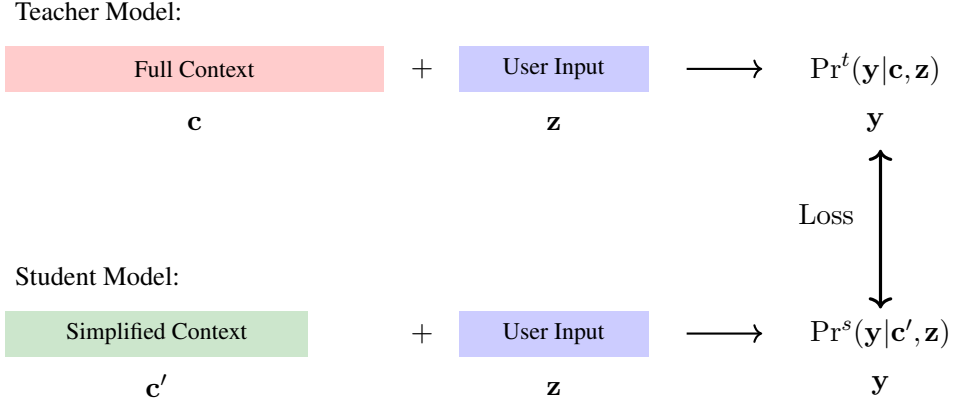 Teacher Model:
Full Context + User Input ⟶ Pr^t(y|c, z)
c z y
Loss
Student Model:
Simplified Context + User Input ⟶ Pr^s(y|c′, z)
c′ z y